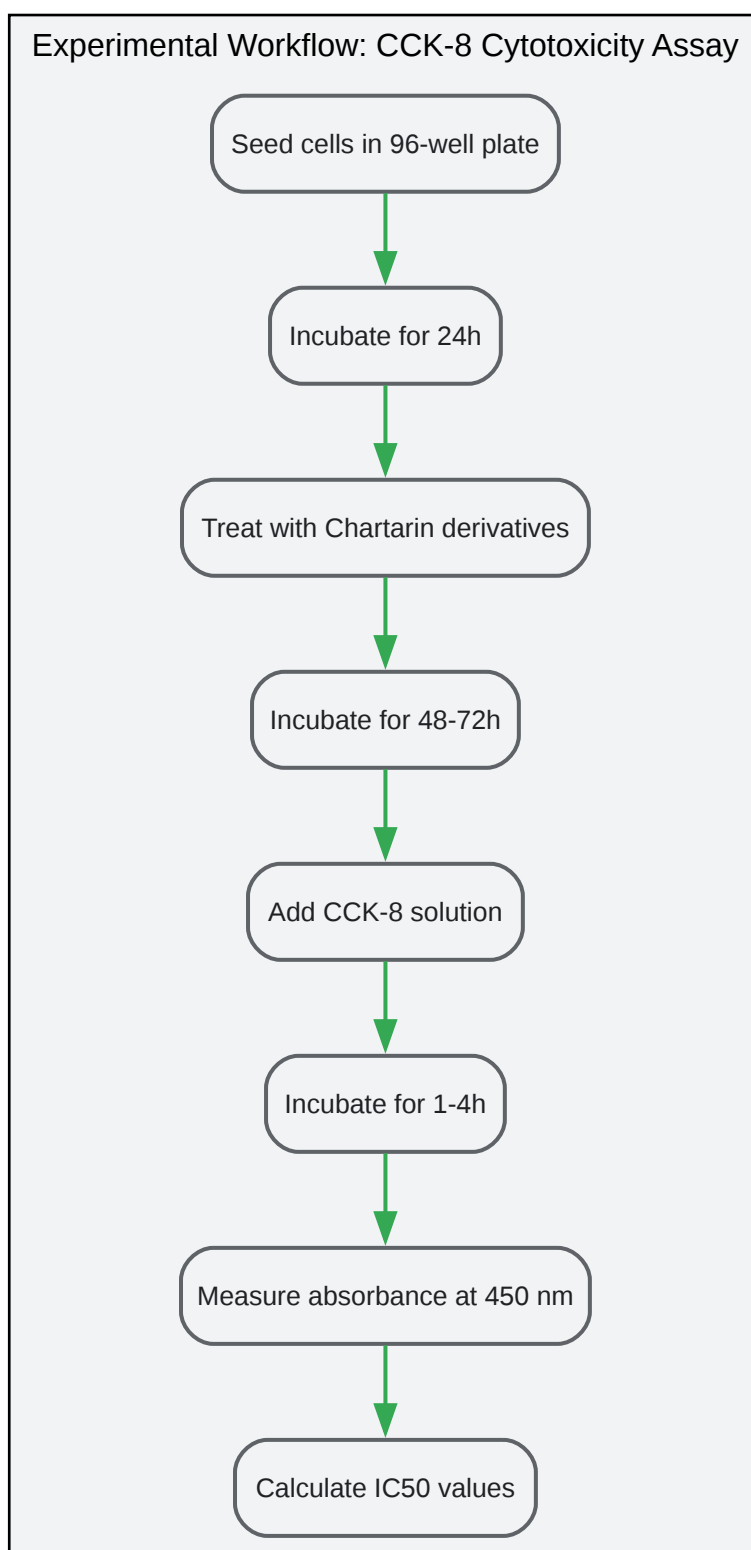 Experimental Workflow: CCK-8 Cytotoxicity Assay
Seed cells in 96-well plate
Incubate for 24h
Treat with Chartarin derivatives
Incubate for 48-72h
Add CCK-8 solution
Incubate for 1-4h
Measure absorbance at 450 nm
Calculate IC50 values